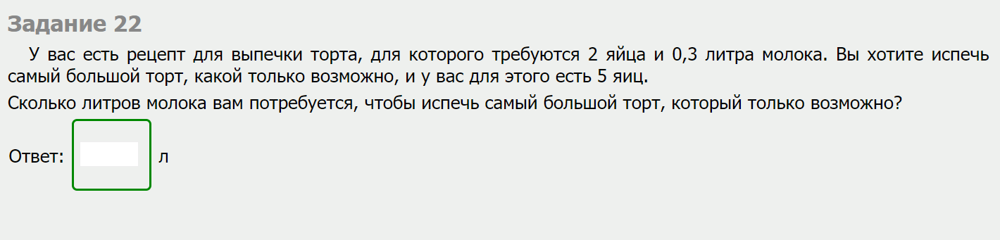 Задание 22
У вас есть рецепт для выпечки торта, для которого требуются 2 яйца и 0,3 литра молока. Вы хотите испечь
самый большой торт, какой только возможно, и у вас для этого есть 5 яиц.
Сколько литров молока вам потребуется, чтобы испечь самый большой торт, который только возможно?
Ответ: л